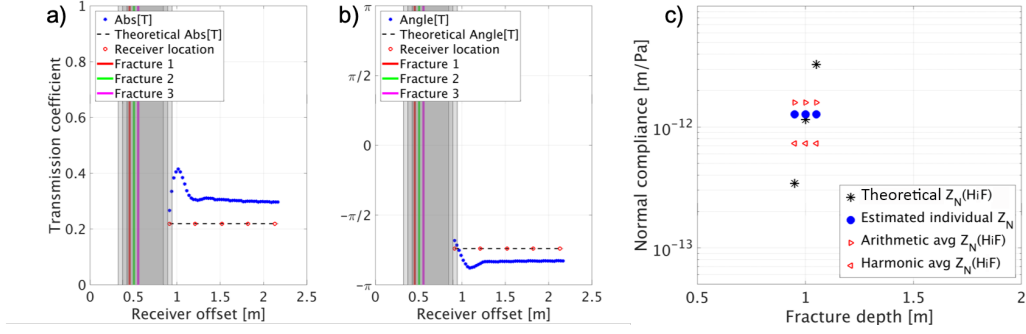 a)
Transmission coefficient
1
0.8
0.6
0.4
0.2
0
Abs[T]
Theoretical Abs[T]
Receiver location
Fracture 1
Fracture 2
Fracture 3
0 0.5 1 1.5 2 2.5
Receiver offset [m]
b)
π
π/2
0
−π/2
−π
Angle[T]
Theoretical Angle[T]
Receiver location
Fracture 1
Fracture 2
Fracture 3
0 0.5 1 1.5 2 2.5
Receiver offset [m]
c)
Normal compliance [m/Pa]
10⁻¹²
10⁻¹³
Theoretical Z_N(HiF)
Estimated individual Z_N
Arithmetic avg Z_N(HiF)
Harmonic avg Z_N(HiF)
0.5 1 1.5 2
Fracture depth [m]